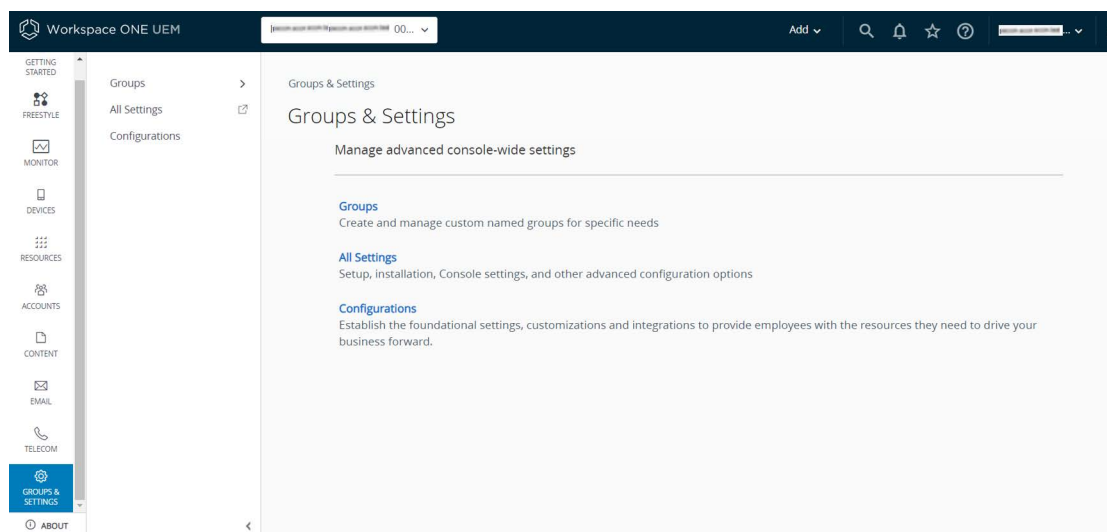 Workspace ONE UEM
00...
Add
...
GETTING
STARTED
FREESTYLE
MONITOR
DEVICES
RESOURCES
ACCOUNTS
CONTENT
EMAIL
TELECOM
GROUPS &
SETTINGS
ABOUT
Groups
All Settings
Configurations
Groups & Settings
Groups & Settings
Manage advanced console-wide settings
Groups
Create and manage custom named groups for specific needs
All Settings
Setup, installation, Console settings, and other advanced configuration options
Configurations
Establish the foundational settings, customizations and integrations to provide employees with the resources they need to drive your
business forward.